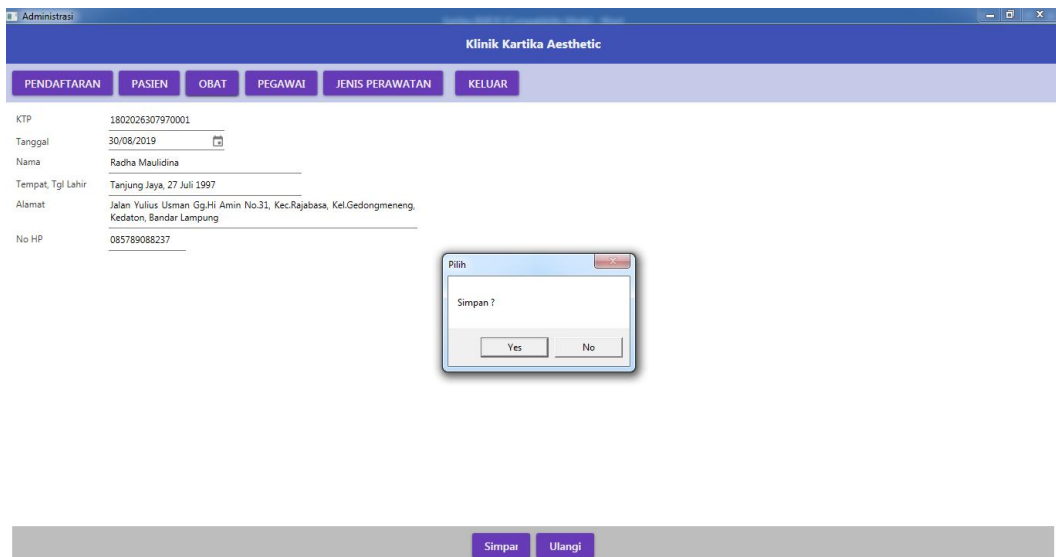 Administrasi
Klinik Kartika Aesthetic
PENDAFTARAN PASIEN OBAT PEGAWAI JENIS PERAWATAN KELUAR
KTP 1802026307970001
Tanggal 30/08/2019
Nama Radha Maulidina
Tempat, Tgl Lahir Tanjung Jaya, 27 Juli 1997
Alamat Jalan Yulius Usman Gg.Hi Amin No.31, Kec.Rajabasa, Kel.Gedongmeneng,
Kedaton, Bandar Lampung
No HP 085789088237
Pilih
Simpan ?
Yes No
Simpai Ulangi